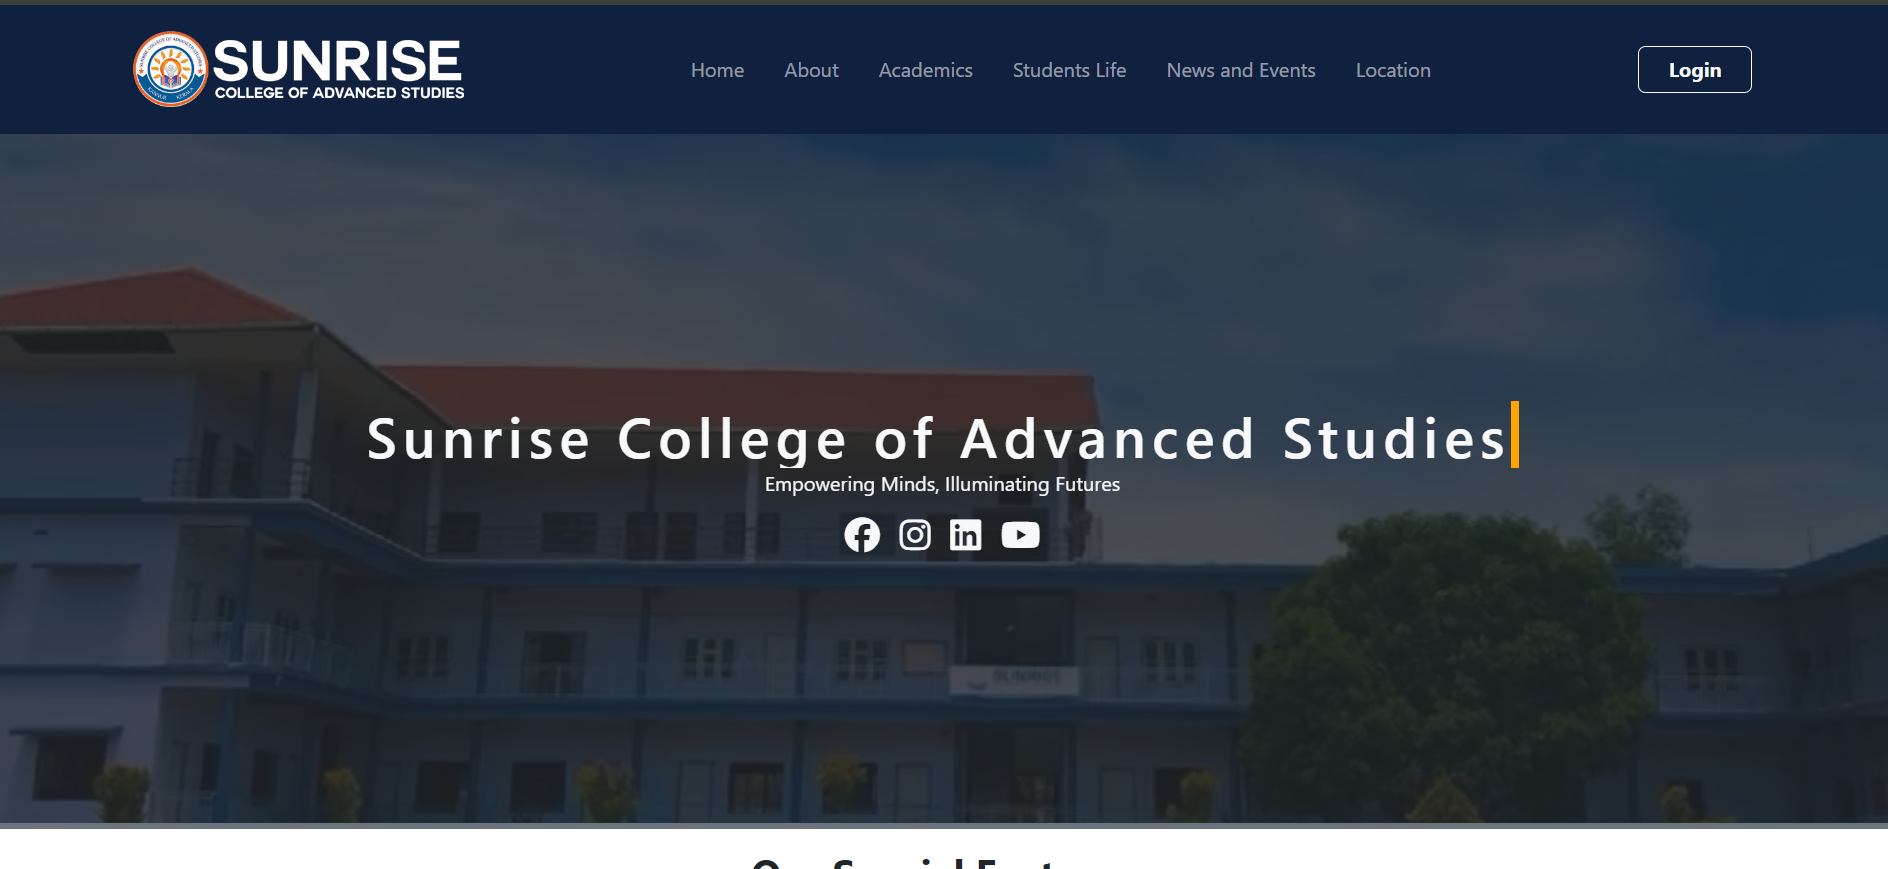 SUNRISE
COLLEGE OF ADVANCED STUDIES
Home About Academics Students Life News and Events Location
Login
Sunrise College of Advanced Studies
Empowering Minds, Illuminating Futures
SUNRISE